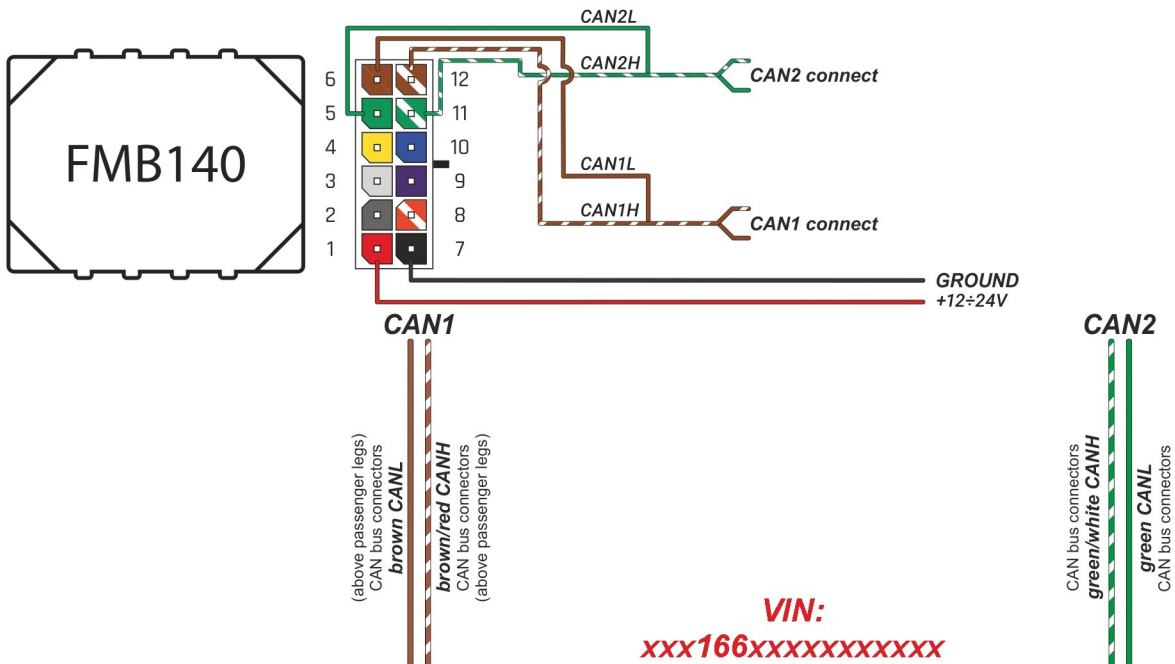 CAN2L
CAN2H
CAN2 connect
FMB140
6 12
5 11
4 10
3 9
2 8
1 7
CAN1L
CAN1H
CAN1 connect
GROUND
+12÷24V
CAN1
CAN2
(above passenger legs)
CAN bus connectors
brown CANL
brown/red CANH
CAN bus connectors
(above passenger legs)
CAN bus connectors
green/white CANH
green CANL
CAN bus connectors
VIN:
xxx166xxxxxxxxxxx